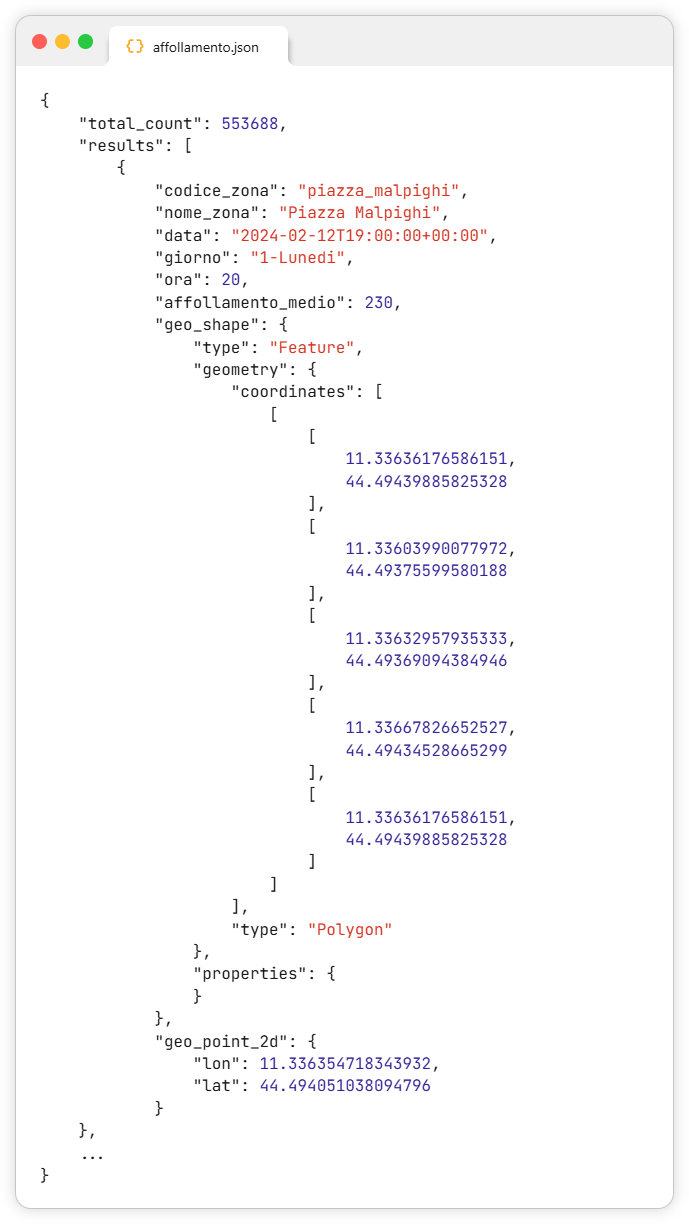 {} affollamento.json
{
    "total_count": 553688,
    "results": [
        {
            "codice_zona": "piazza_malpighi",
            "nome_zona": "Piazza Malpighi",
            "data": "2024-02-12T19:00:00+00:00",
            "giorno": "1-Lunedi",
            "ora": 20,
            "affollamento_medio": 230,
            "geo_shape": {
                "type": "Feature",
                "geometry": {
                    "coordinates": [
                        [
                            [
                                11.33636176586151,
                                44.49439885825328
                            ],
                            [
                                11.33603990077972,
                                44.49375599580188
                            ],
                            [
                                11.33632957935333,
                                44.49369094384946
                            ],
                            [
                                11.33667826652527,
                                44.49434528665299
                            ],
                            [
                                11.33636176586151,
                                44.49439885825328
                            ]
                        ]
                    ],
                    "type": "Polygon"
                },
                "properties": {
                }
            },
            "geo_point_2d": {
                "lon": 11.336354718343932,
                "lat": 44.494051038094796
            }
    },
    ...
}